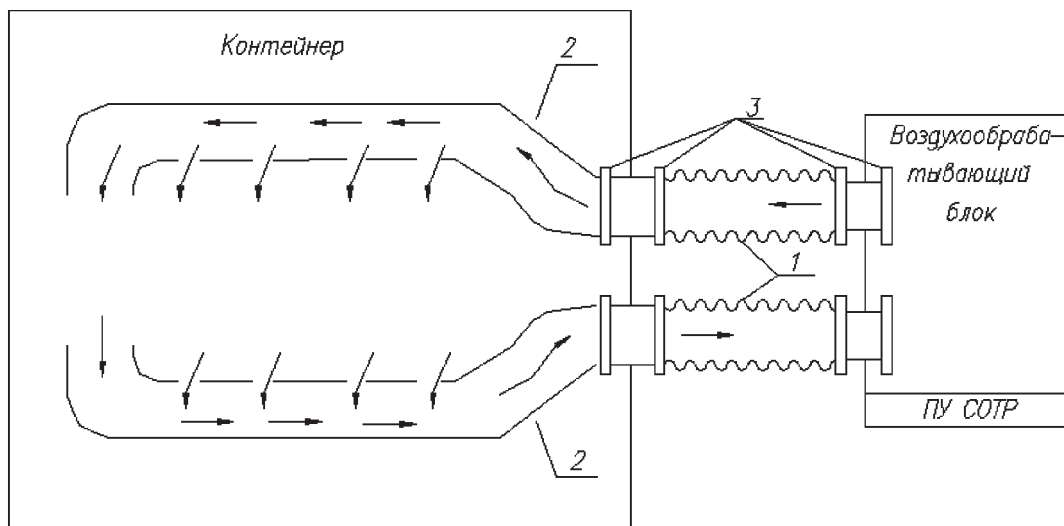 Контейнер
2
3
Воздухообраба-
тывающий
блок
1
2
ПУ СОТР